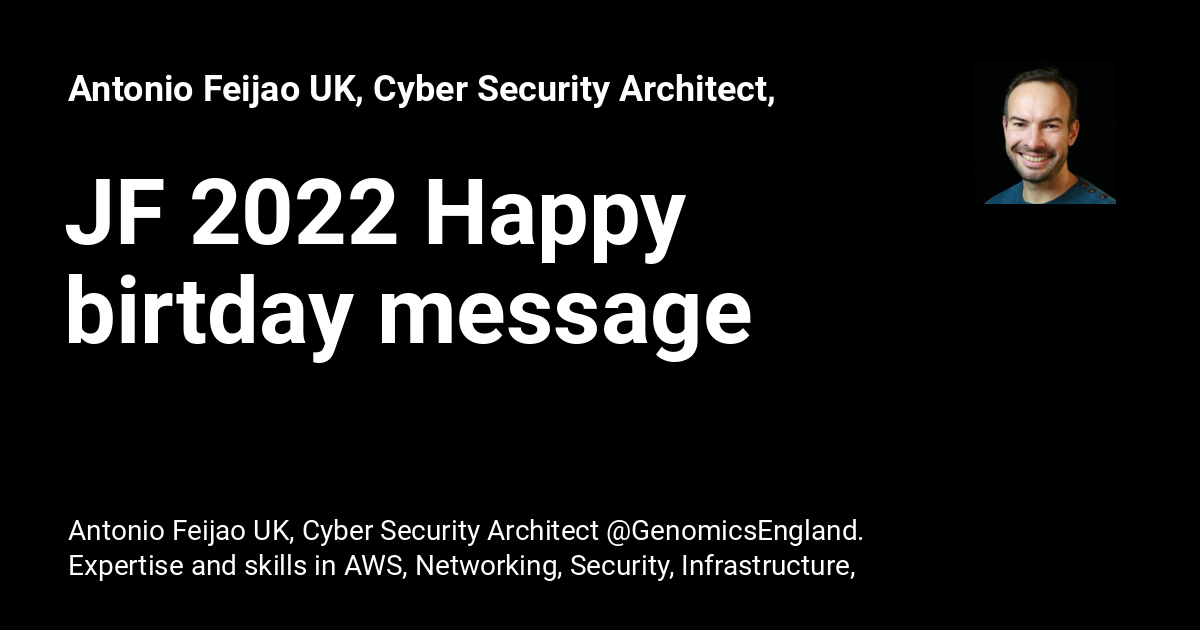 Antonio Feijao UK, Cyber Security Architect,
JF 2022 Happy
birtday message
Antonio Feijao UK, Cyber Security Architect @GenomicsEngland.
Expertise and skills in AWS, Networking, Security, Infrastructure,